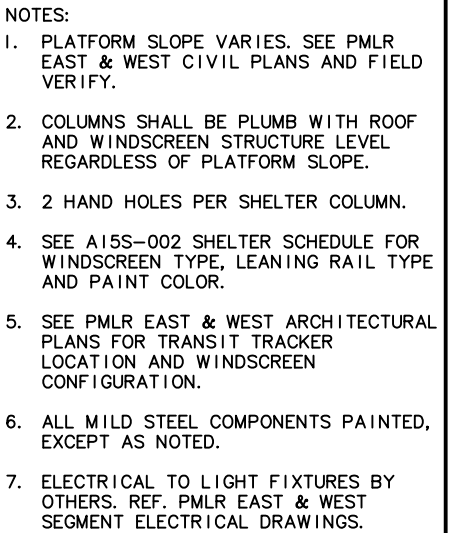 NOTES:
1. PLATFORM SLOPE VARIES. SEE PMLR
EAST & WEST CIVIL PLANS AND FIELD
VERIFY.
2. COLUMNS SHALL BE PLUMB WITH ROOF
AND WINDSCREEN STRUCTURE LEVEL
REGARDLESS OF PLATFORM SLOPE.
3. 2 HAND HOLES PER SHELTER COLUMN.
4. SEE A15S-002 SHELTER SCHEDULE FOR
WINDSCREEN TYPE, LEANING RAIL TYPE
AND PAINT COLOR.
5. SEE PMLR EAST & WEST ARCHITECTURAL
PLANS FOR TRANSIT TRACKER
LOCATION AND WINDSCREEN
CONFIGURATION.
6. ALL MILD STEEL COMPONENTS PAINTED,
EXCEPT AS NOTED.
7. ELECTRICAL TO LIGHT FIXTURES BY
OTHERS. REF. PMLR EAST & WEST
SEGMENT ELECTRICAL DRAWINGS.